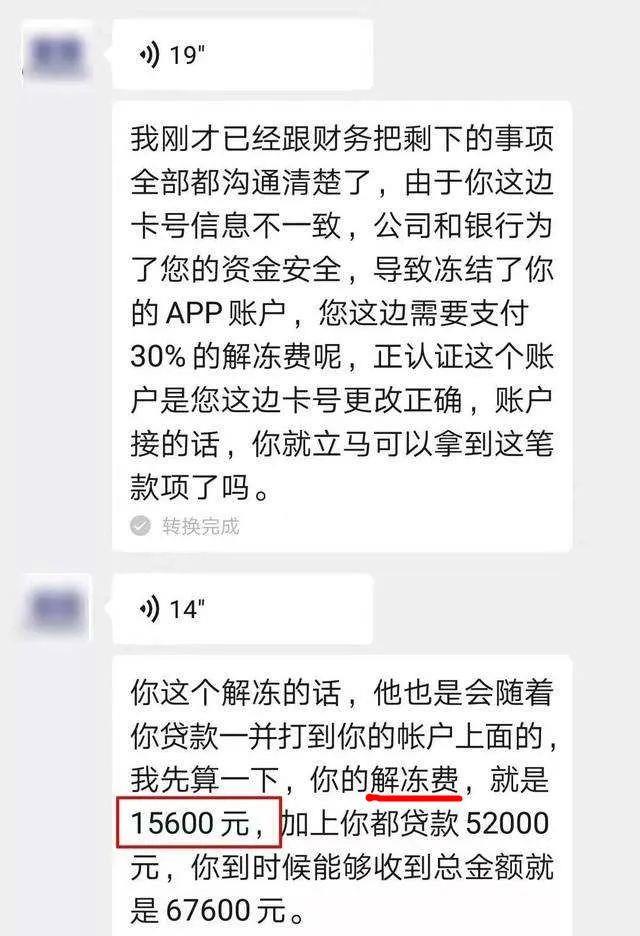 19"
我刚才已经跟财务把剩下的事项
全部都沟通清楚了，由于你这边
卡号信息不一致，公司和银行为
了您的资金安全，导致冻结了你
的 APP 账户，您这边需要支付
30% 的解冻费呢，正认证这个账
户是您这边卡号更改正确，账户
接的话，你就立马可以拿到这笔
款项了吗。
转换完成
14"
你这个解冻的话，他也是会随着
你贷款一并打到你的帐户上面的，
我先算一下，你的解冻费，就是
15600 元，加上你都贷款 52000
元，你到时候能够收到总金额就
是 67600 元。